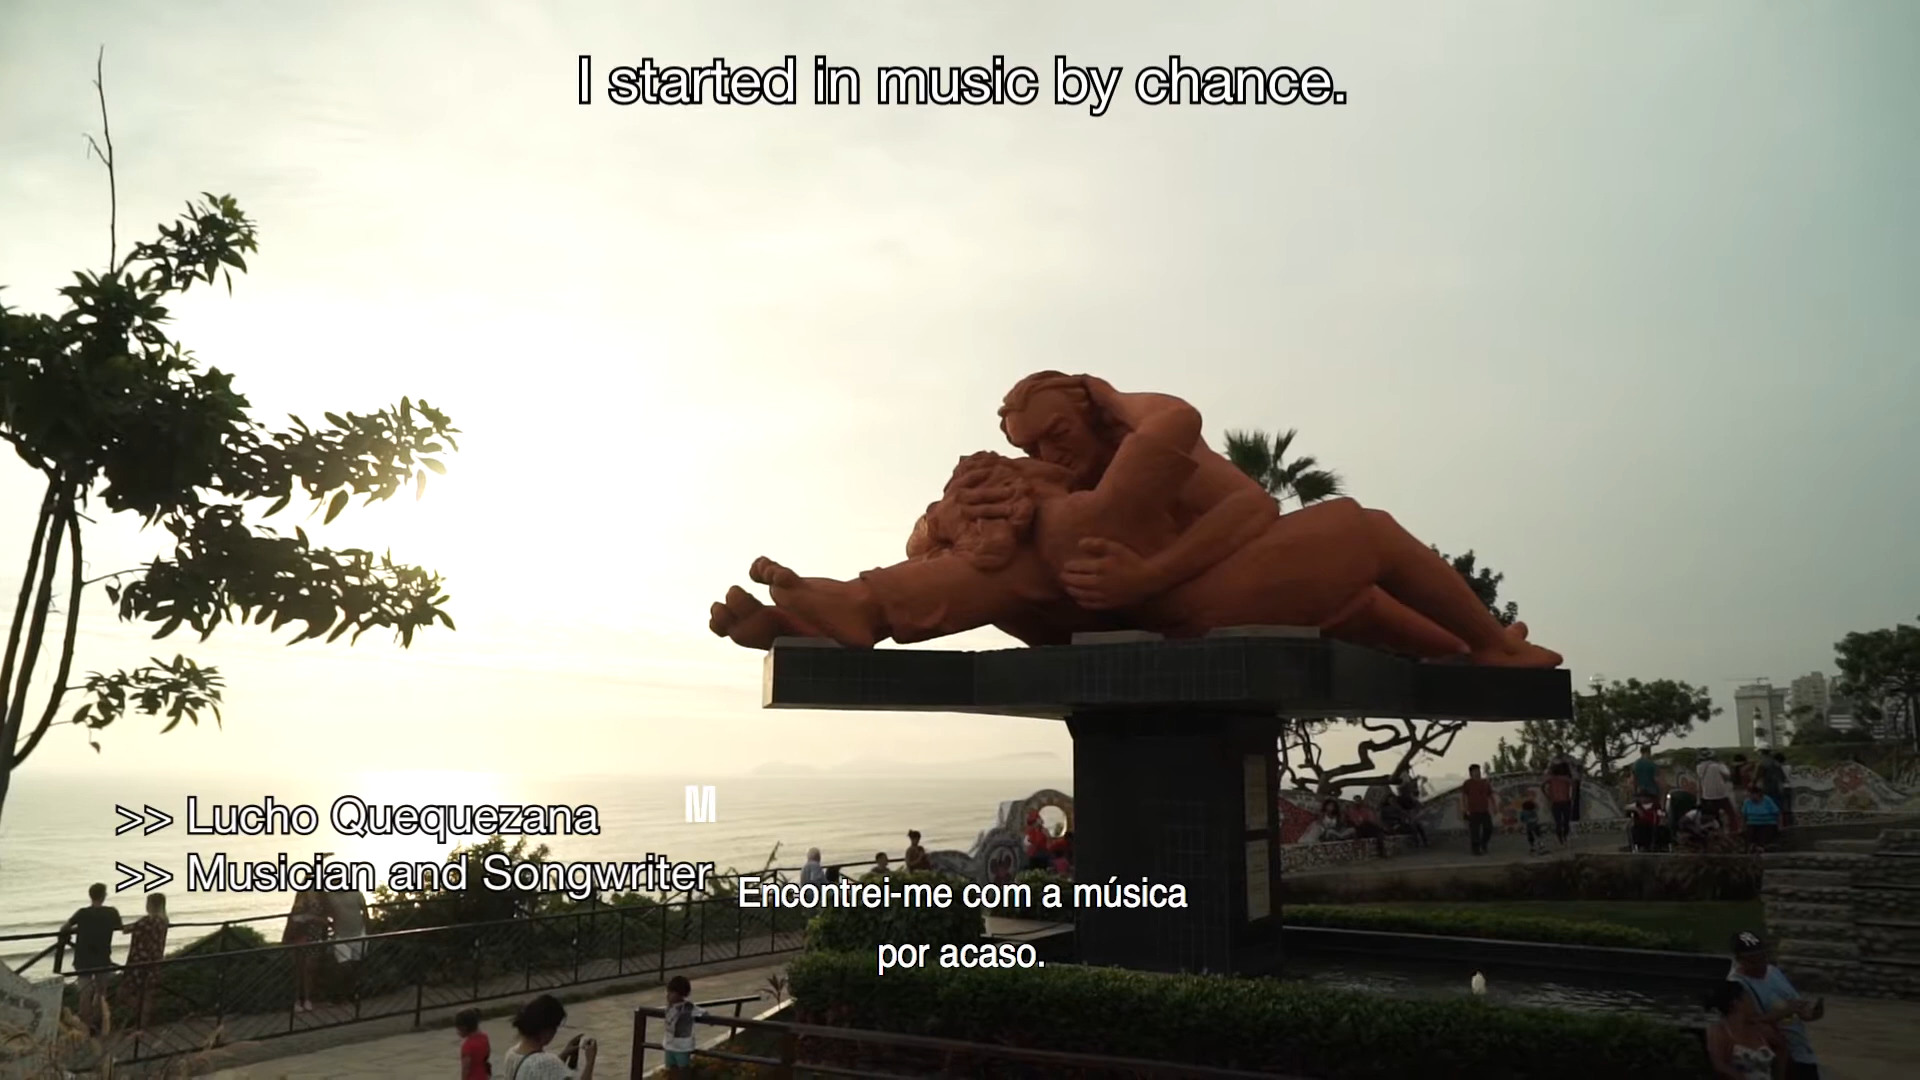 I started in music by chance.
>> Lucho Quequezana
M
>> Musician and Songwriter
Encontrei-me com a música
por acaso.